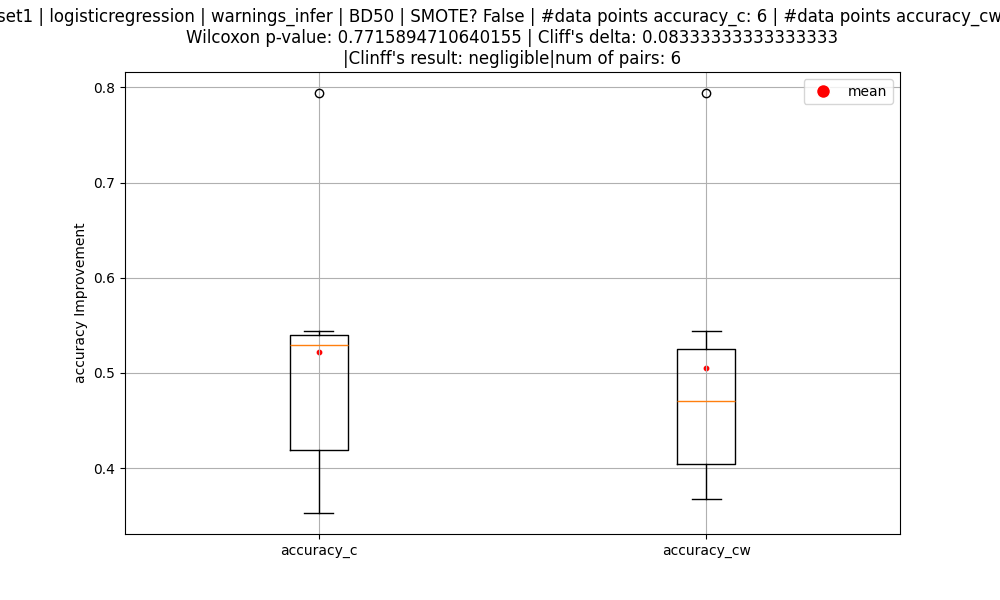 set1 | logisticregression | warnings_infer | BD50 | SMOTE? False | #data points accuracy_c: 6 | #data points accuracy_cw
Wilcoxon p-value: 0.7715894710640155 | Cliff's delta: 0.08333333333333333
|Clinff's result: negligible|num of pairs: 6
mean
0.8
0.7
0.6
0.5
0.4
accuracy Improvement
accuracy_c
accuracy_cw